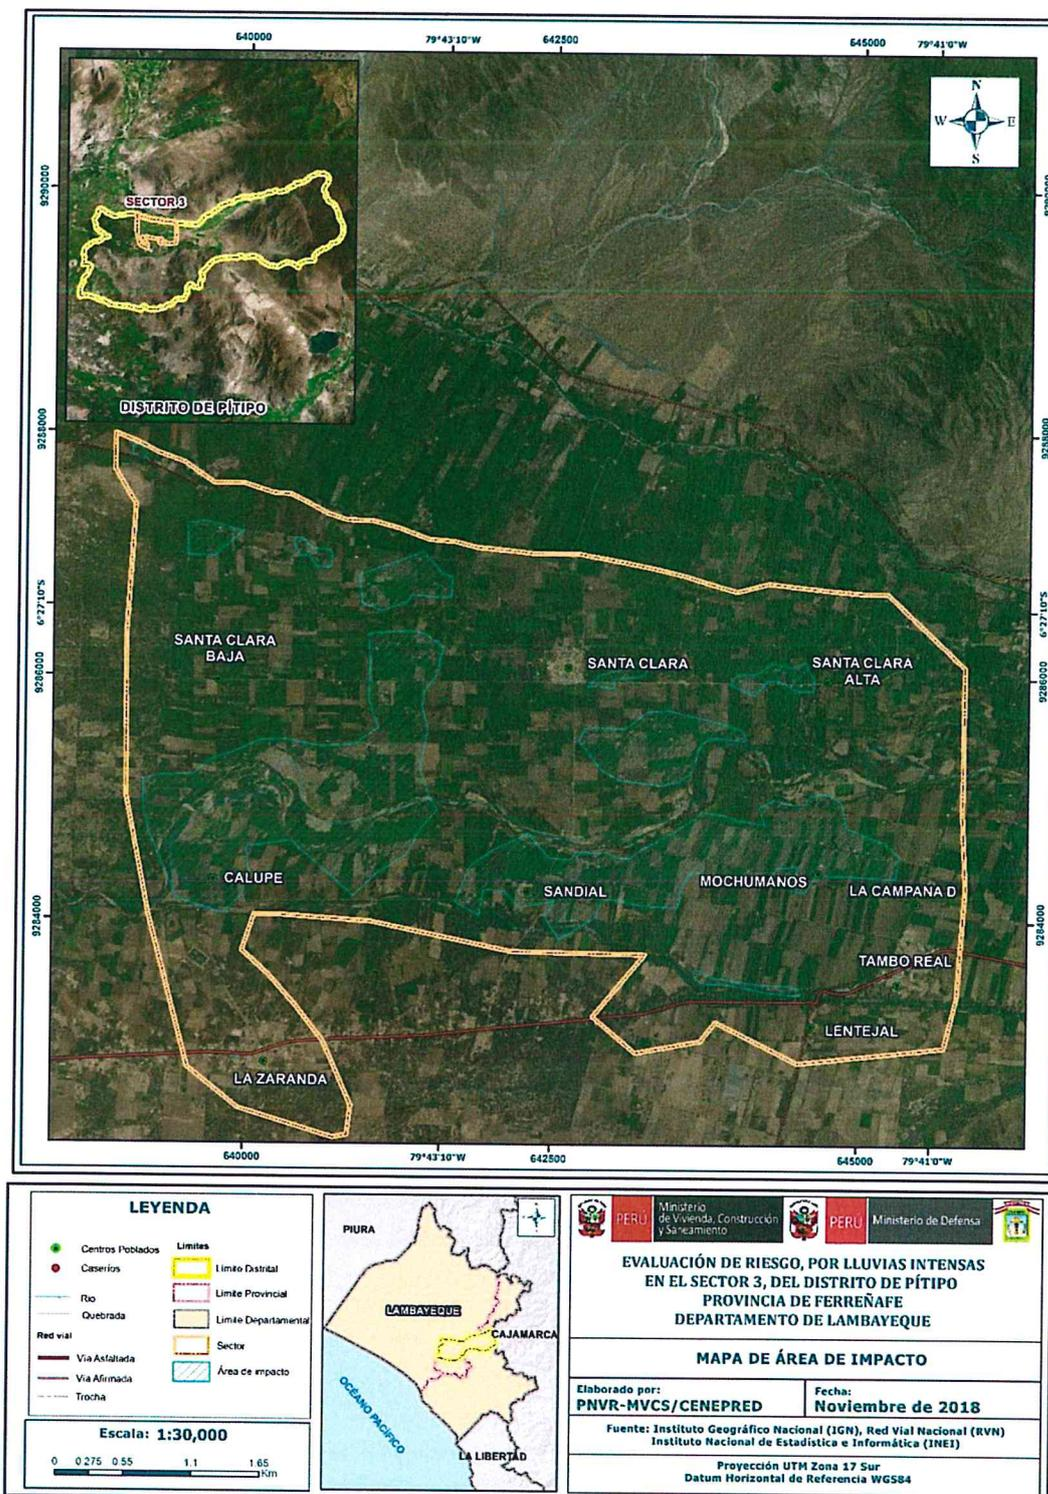 640000
79°43'10"W
642500
645000
79°41'0"W
N
W
E
S
9290000
SECTOR 3
DISTRITO DE PÍTIPO
9288000
9288000
6°27'10"S
6°27'10"S
SANTA CLARA
BAJA
SANTA CLARA
SANTA CLARA
ALTA
9286000
9286000
CALUPE
SANDIAL
MOCHUMANOS
LA CAMPANA D
9284000
9284000
TAMBO REAL
LENTEJAL
LA ZARANDA
640000
79°43'10"W
642500
645000
79°41'0"W
LEYENDA
Centros Poblados
Caseríos
Rio
Quebrada
Red vial
Via Asfaltada
Via Afirmada
Trocha
Limites
Limite Distrital
Limite Provincial
Limite Departamental
Sector
Área de impacto
Escala: 1:30,000
0 0.275 0.55 1.1 1.65
Km
PIURA
LAMBAYEQUE
CAJAMARCA
OCÉANO PACÍFICO
LA LIBERTAD
PERÚ
Ministerio
de Vivienda, Construcción
y Saneamiento
PERÚ
Ministerio de Defensa
EVALUACIÓN DE RIESGO, POR LLUVIAS INTENSAS
EN EL SECTOR 3, DEL DISTRITO DE PÍTIPO
PROVINCIA DE FERREÑAFE
DEPARTAMENTO DE LAMBAYEQUE
MAPA DE ÁREA DE IMPACTO
Elaborado por:
PNVR-MVCS/CENEPRED
Fecha:
Noviembre de 2018
Fuente: Instituto Geográfico Nacional (IGN), Red Vial Nacional (RVN)
Instituto Nacional de Estadística e Informática (INEI)
Proyección UTM Zona 17 Sur
Datum Horizontal de Referencia WGS84